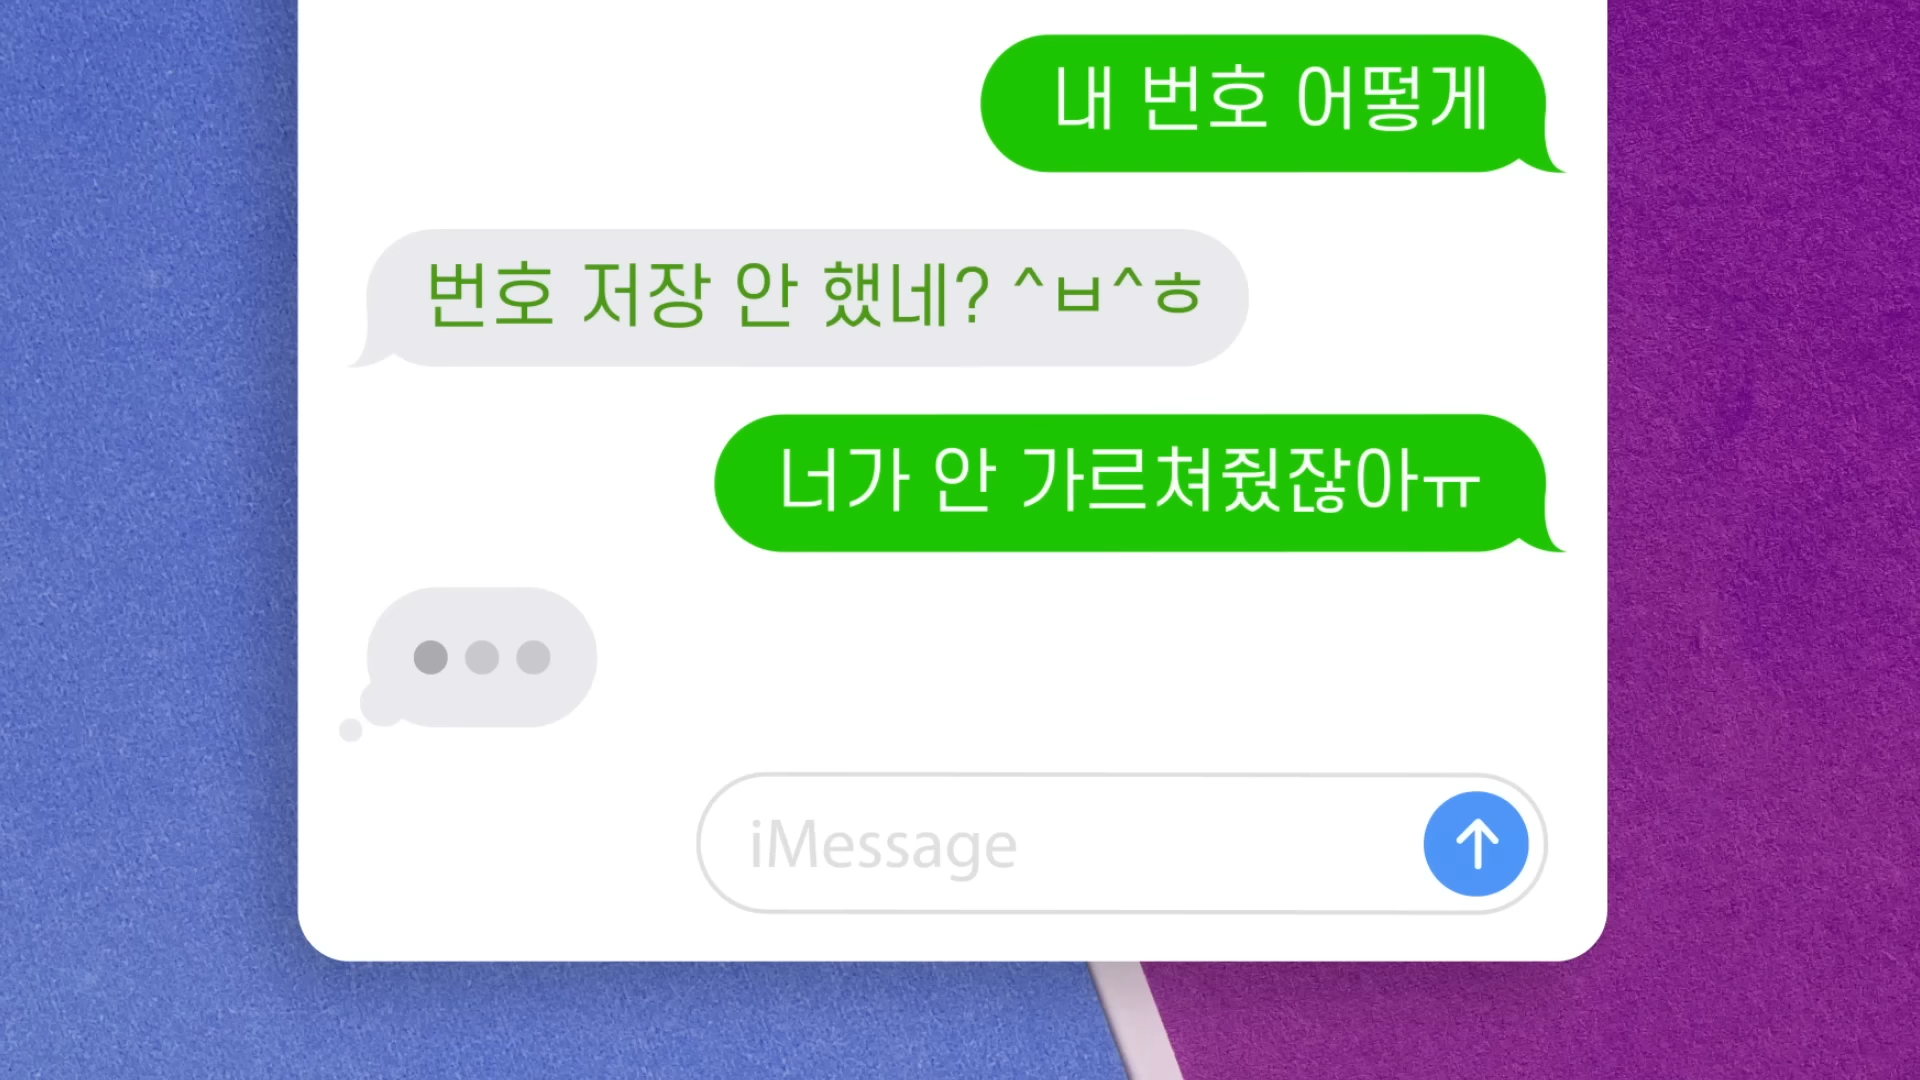 내 번호 어떻게
번호 저장 안 했네? ^ㅂ^ㅎ
너가 안 가르쳐줬잖아ㅠ
iMessage